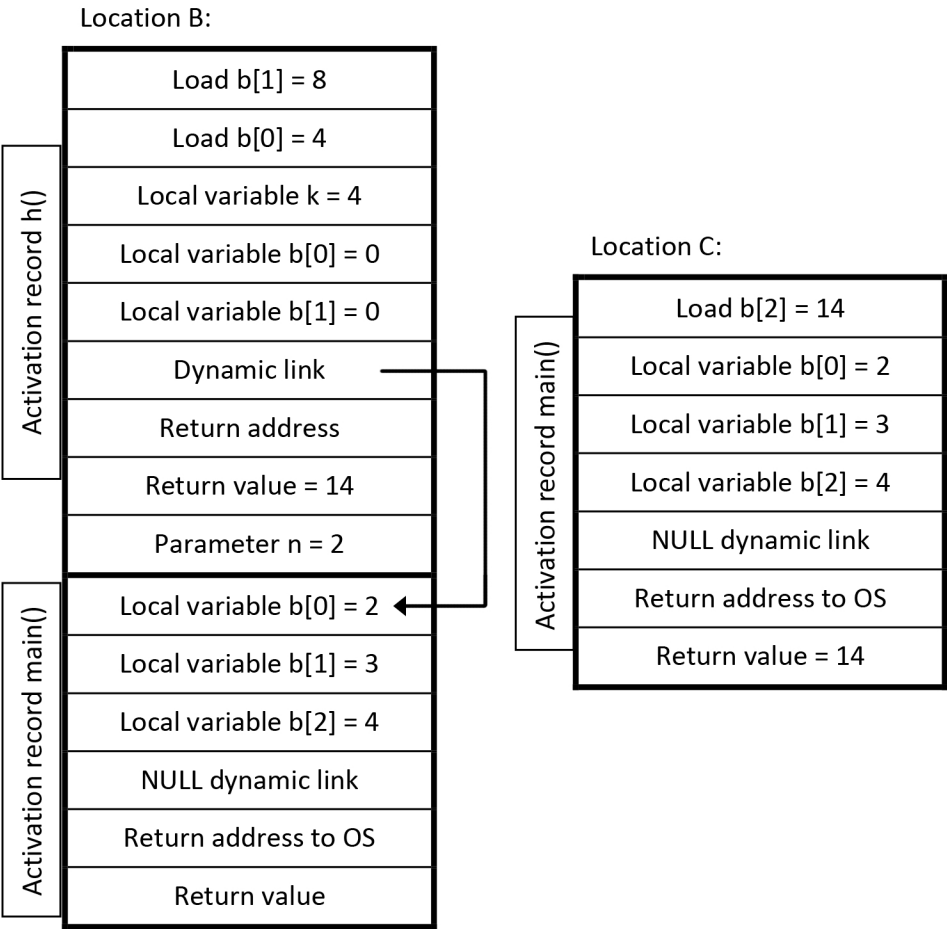 Location B:
Load b[1] = 8
Load b[0] = 4
Local variable k = 4
Local variable b[0] = 0
Local variable b[1] = 0
Dynamic link
Return address
Return value = 14
Parameter n = 2
Activation record h()
Local variable b[0] = 2
Local variable b[1] = 3
Local variable b[2] = 4
NULL dynamic link
Return address to OS
Return value
Activation record main()
Location C:
Load b[2] = 14
Local variable b[0] = 2
Local variable b[1] = 3
Local variable b[2] = 4
NULL dynamic link
Return address to OS
Return value = 14
Activation record main()